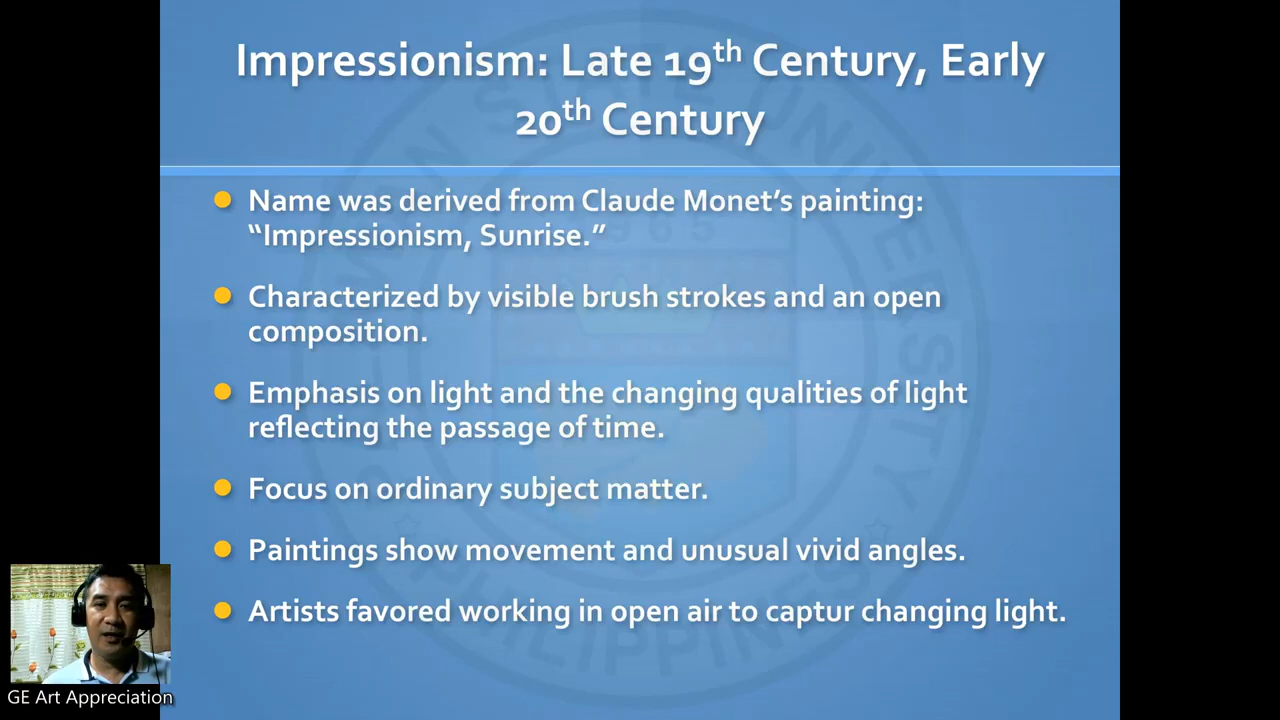 Impressionism: Late 19th Century, Early
20th Century
Name was derived from Claude Monet’s painting:
“Impressionism, Sunrise.”
Characterized by visible brush strokes and an open
composition.
Emphasis on light and the changing qualities of light
reflecting the passage of time.
Focus on ordinary subject matter.
Paintings show movement and unusual vivid angles.
Artists favored working in open air to captur changing light.
GE Art Appreciation